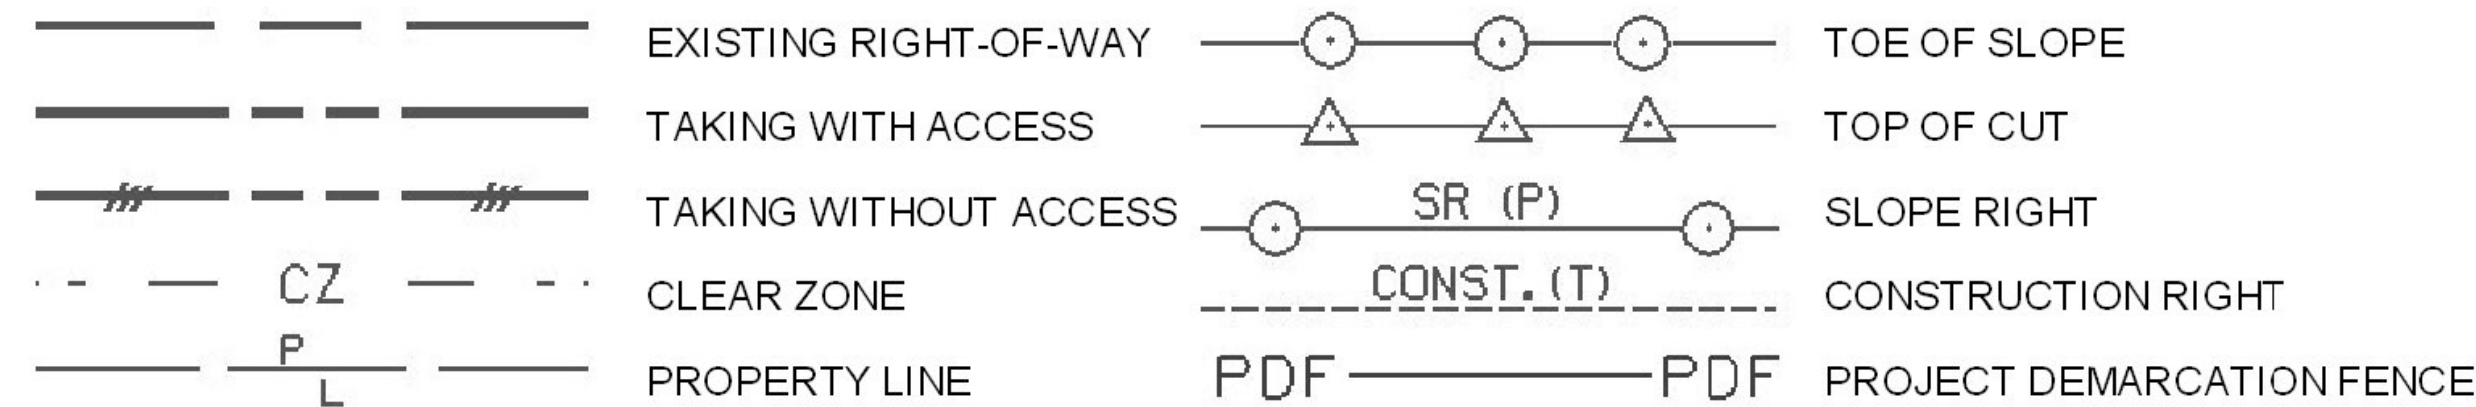 EXISTING RIGHT-OF-WAY
TAKING WITH ACCESS
TAKING WITHOUT ACCESS
CZ
CLEAR ZONE
P
L
PROPERTY LINE
TOE OF SLOPE
TOP OF CUT
SR (P)
SLOPE RIGHT
CONST. (T)
CONSTRUCTION RIGHT
PDF PDF
PROJECT DEMARCATION FENCE